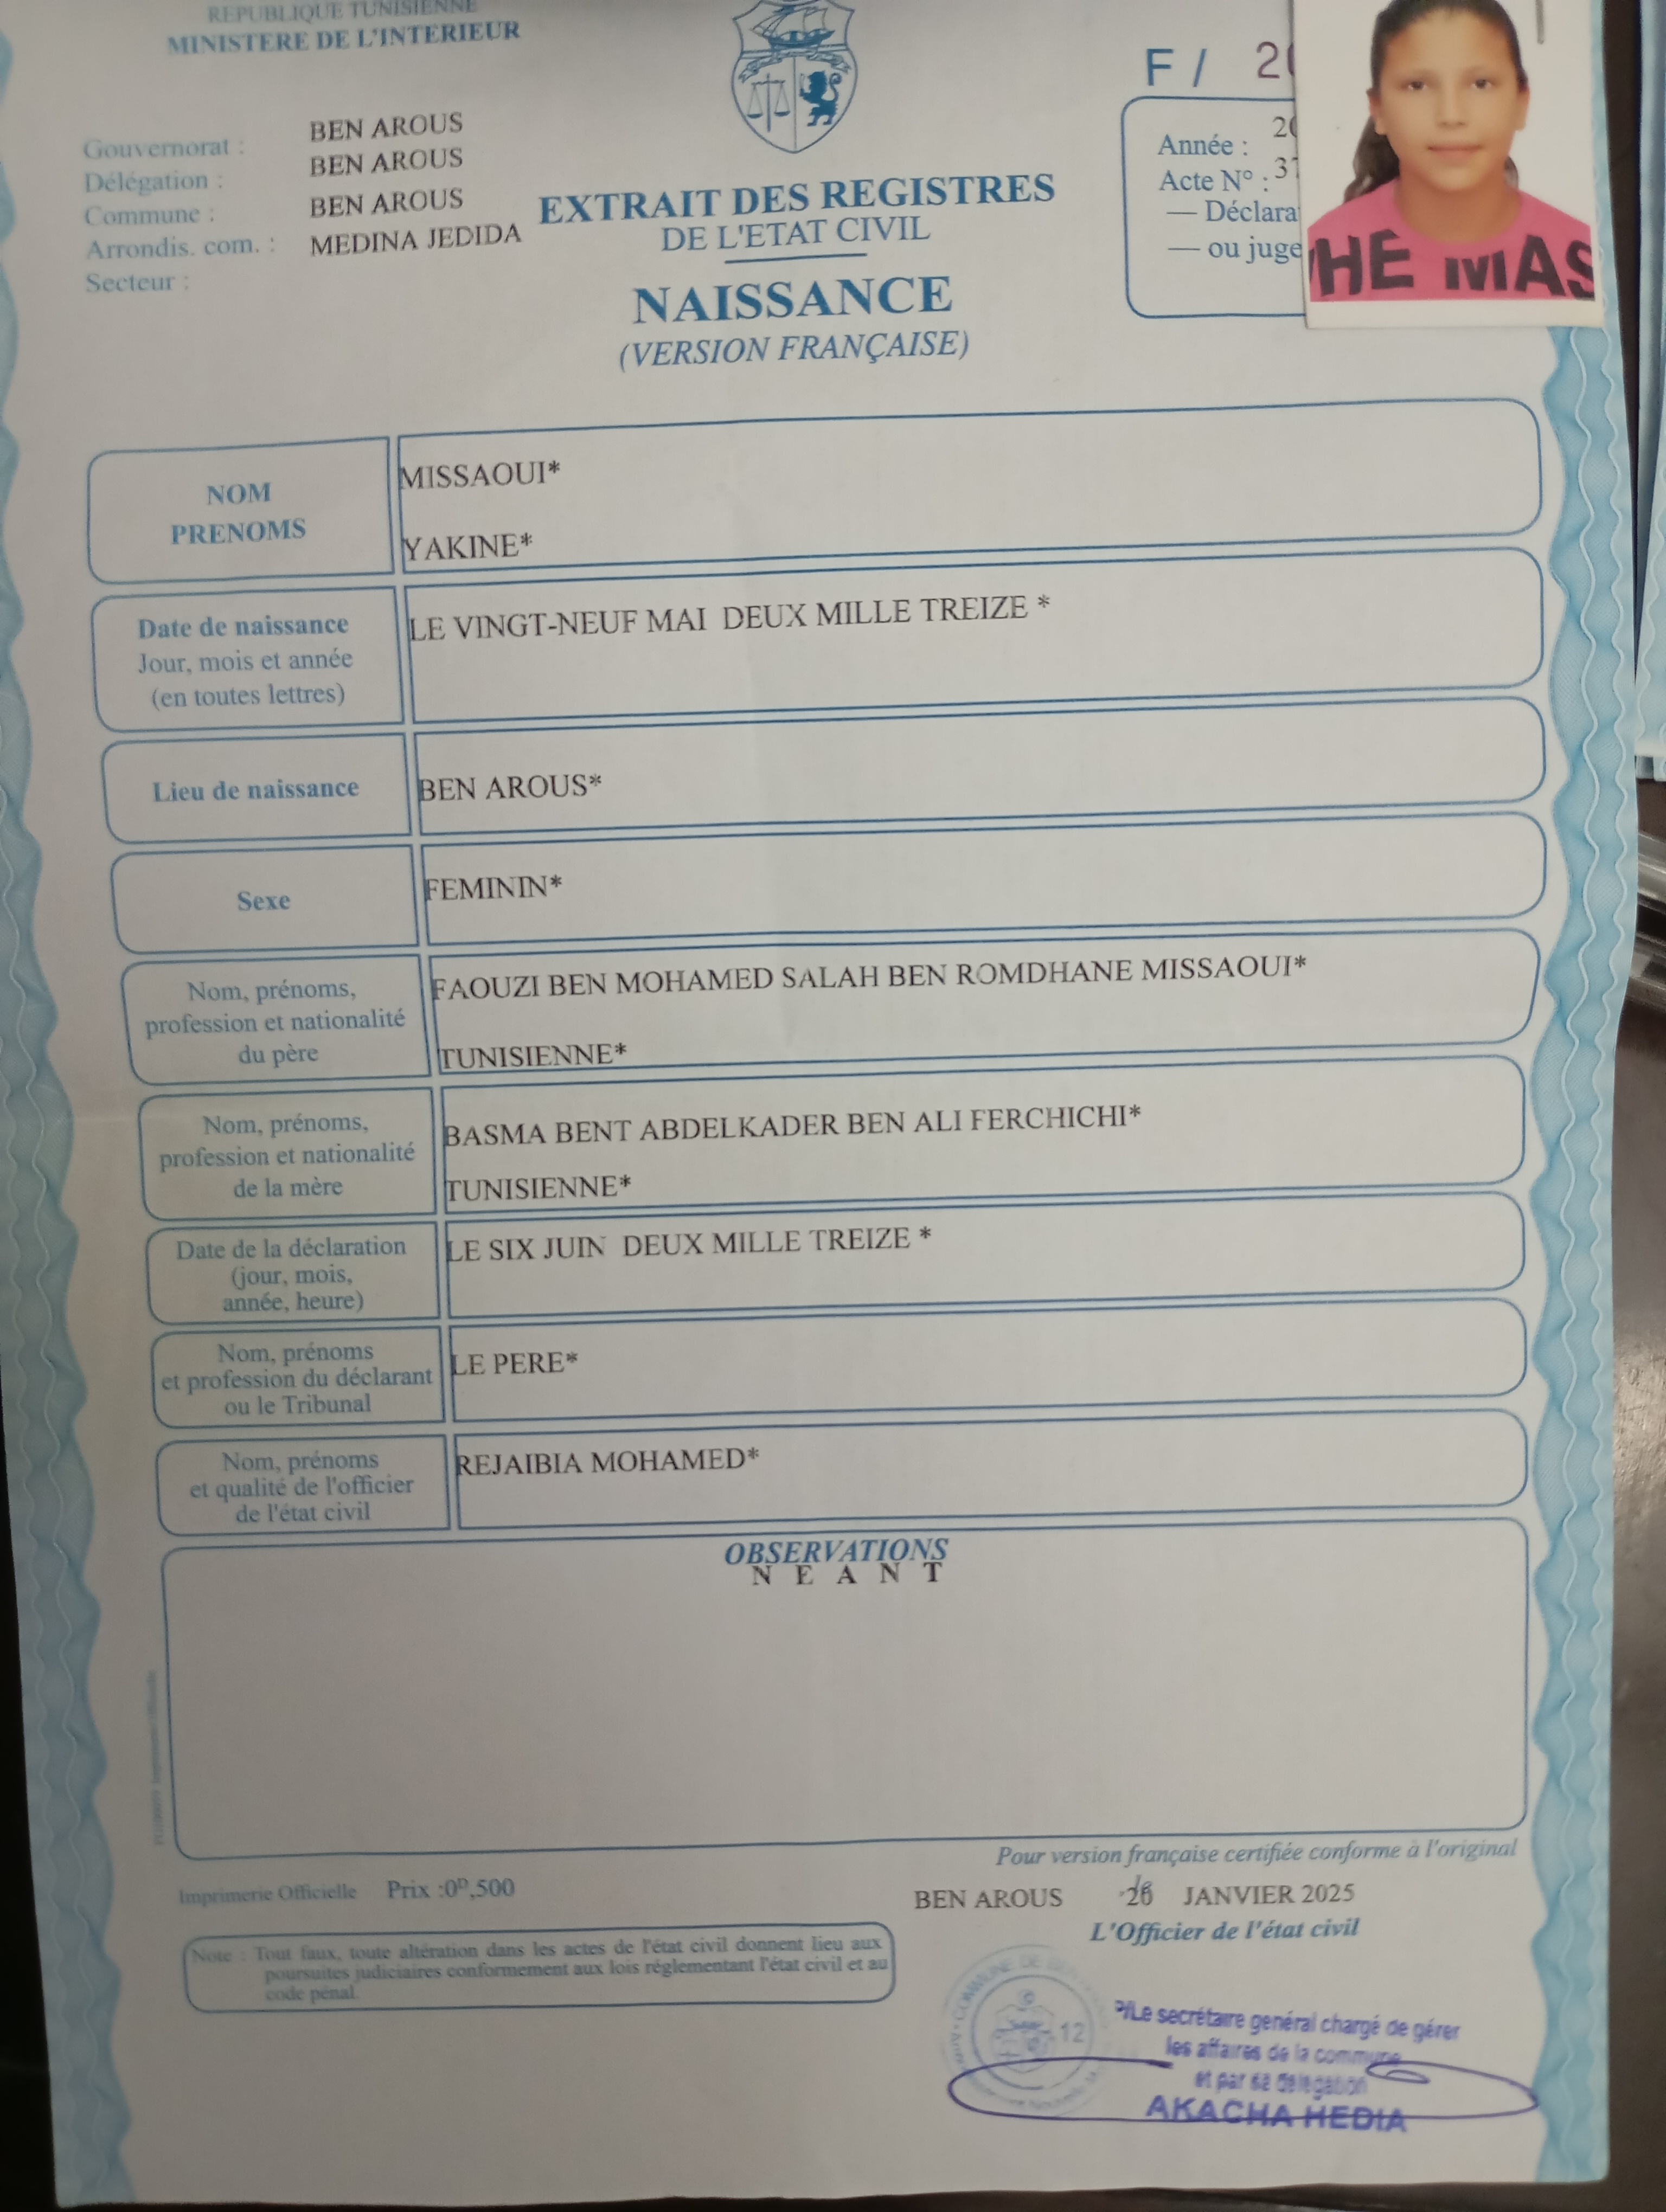 REPUBLIQUE TUNISIENNE
MINISTERE DE L'INTERIEUR
F /
Gouvernorat : BEN AROUS
Délégation : BEN AROUS
Commune : BEN AROUS
Arrondis. com. : MEDINA JEDIDA
Secteur :
EXTRAIT DES REGISTRES
DE L'ETAT CIVIL
NAISSANCE
(VERSION FRANÇAISE)
Année :
Acte N° :
— ou
HE MAS
NOM
PRENOMS
MISSAOUI*
YAKINE*
Date de naissance
Jour, mois et année
(en toutes lettres)
LE VINGT-NEUF MAI DEUX MILLE TREIZE *
Lieu de naissance
BEN AROUS*
Sexe
FEMININ*
Nom, prénoms,
profession et nationalité
du père
FAOUZI BEN MOHAMED SALAH BEN ROMDHANE MISSAOUI*
TUNISIENNE*
Nom, prénoms,
profession et nationalité
de la mère
BASMA BENT ABDELKADER BEN ALI FERCHICHI*
TUNISIENNE*
Date de la déclaration
(jour, mois,
année, heure)
LE SIX JUIN DEUX MILLE TREIZE *
Nom, prénoms
et profession du déclarant
ou le Tribunal
LE PERE*
Nom, prénoms
et qualité de l'officier
de l'état civil
REJAIBIA MOHAMED*
OBSERVATIONS
N E A N T
Pour version française certifiée conforme à l'original
Imprimerie Officielle Prix :0ᴰ,500
BEN AROUS JANVIER 2025
L'Officier de l'état civil
Note : Tout faux, toute altération dans les actes de l'état civil donnent lieu aux
poursuites judiciaires conformement aux lois réglementant l'état civil et au
code pénal.
COMMUNE DE
12
P/Le secrétaire général chargé de gérer
les affaires de la commune
et par sa délégation
AKACHA HEDIA